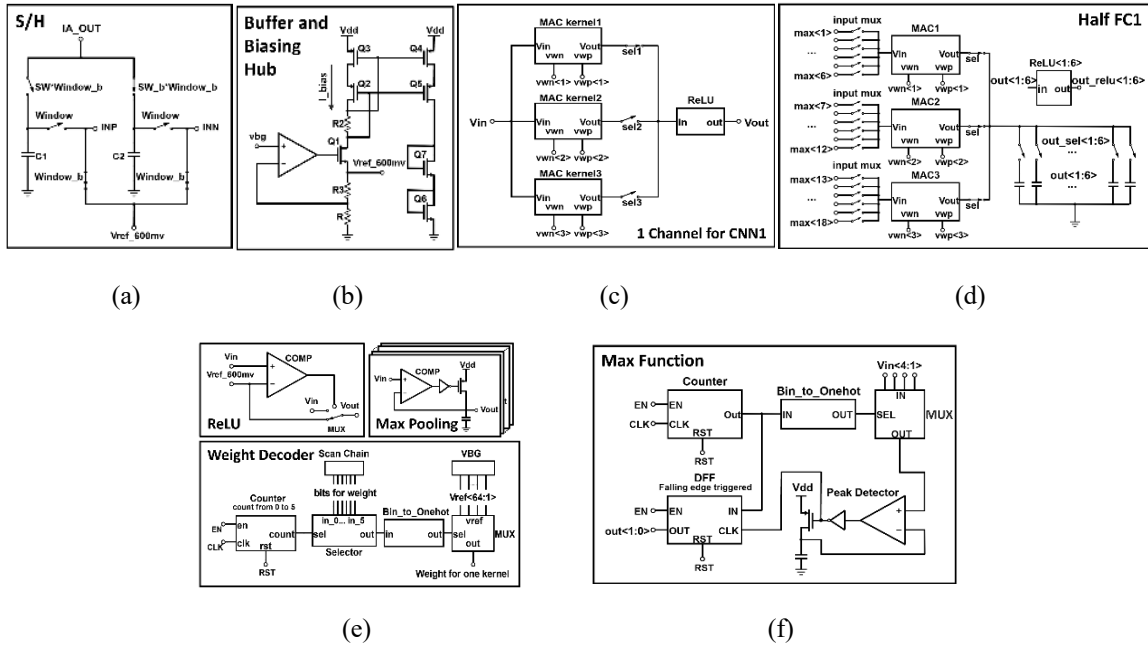 S/H
IA_OUT
SW*Window_b
SW_b*Window_b
Window
INP
Window
INN
C1
C2
Window_b
Window_b
Vref_600mv
(a)
Buffer and
Biasing
Hub
Vdd
Vdd
Q3
Q4
Q2
Q5
I_bias
R2
vbg
Q1
Vref_600mv
Q7
R3
Q6
R
(b)
MAC kernel1
Vin
Vout
vwn
vwp
sel1
vwn<1>
vwp<1>
MAC kernel2
Vin
Vin
Vout
vwn
vwp
sel2
ReLU
in
out
Vout
vwn<2>
vwp<2>
MAC kernel3
Vin
Vout
vwn
vwp
sel3
vwn<3>
vwp<3>
1 Channel for CNN1
(c)
Half FC1
input mux
max<1>
...
max<6>
MAC1
Vin
Vout
vwn
vwp
sel
vwn<1>
vwp<1>
ReLU<1:6>
out<1:6>
in
out
out_relu<1:6>
input mux
max<7>
...
max<12>
MAC2
Vin
Vout
vwn
vwp
sel
vwn<2>
vwp<2>
out_sel<1:6>
...
out<1:6>
...
input mux
max<13>
...
max<18>
MAC3
Vin
Vout
vwn
vwp
sel
vwn<3>
vwp<3>
(d)
Vin
Vref_600mv
COMP
Vin
Vout
MUX
ReLU
Vdd
COMP
Vin
Vout
Max Pooling
Weight Decoder
Scan Chain
VBG
bits for weight
Vref<64:1>
Counter
count from 0 to 5
EN
en
CLK
clk
count
rst
RST
in_0... in_5
sel
out
Selector
Bin_to_Onehot
in
out
vref
sel
out
MUX
Weight for one kernel
(e)
Max Function
Vin<4:1>
Counter
EN
EN
CLK
CLK
Out
RST
RST
Bin_to_Onehot
IN
OUT
IN
SEL
MUX
OUT
DFF
Falling edge triggered
EN
EN
IN
out<1:0>
OUT
CLK
RST
RST
Vdd
Peak Detector
(f)